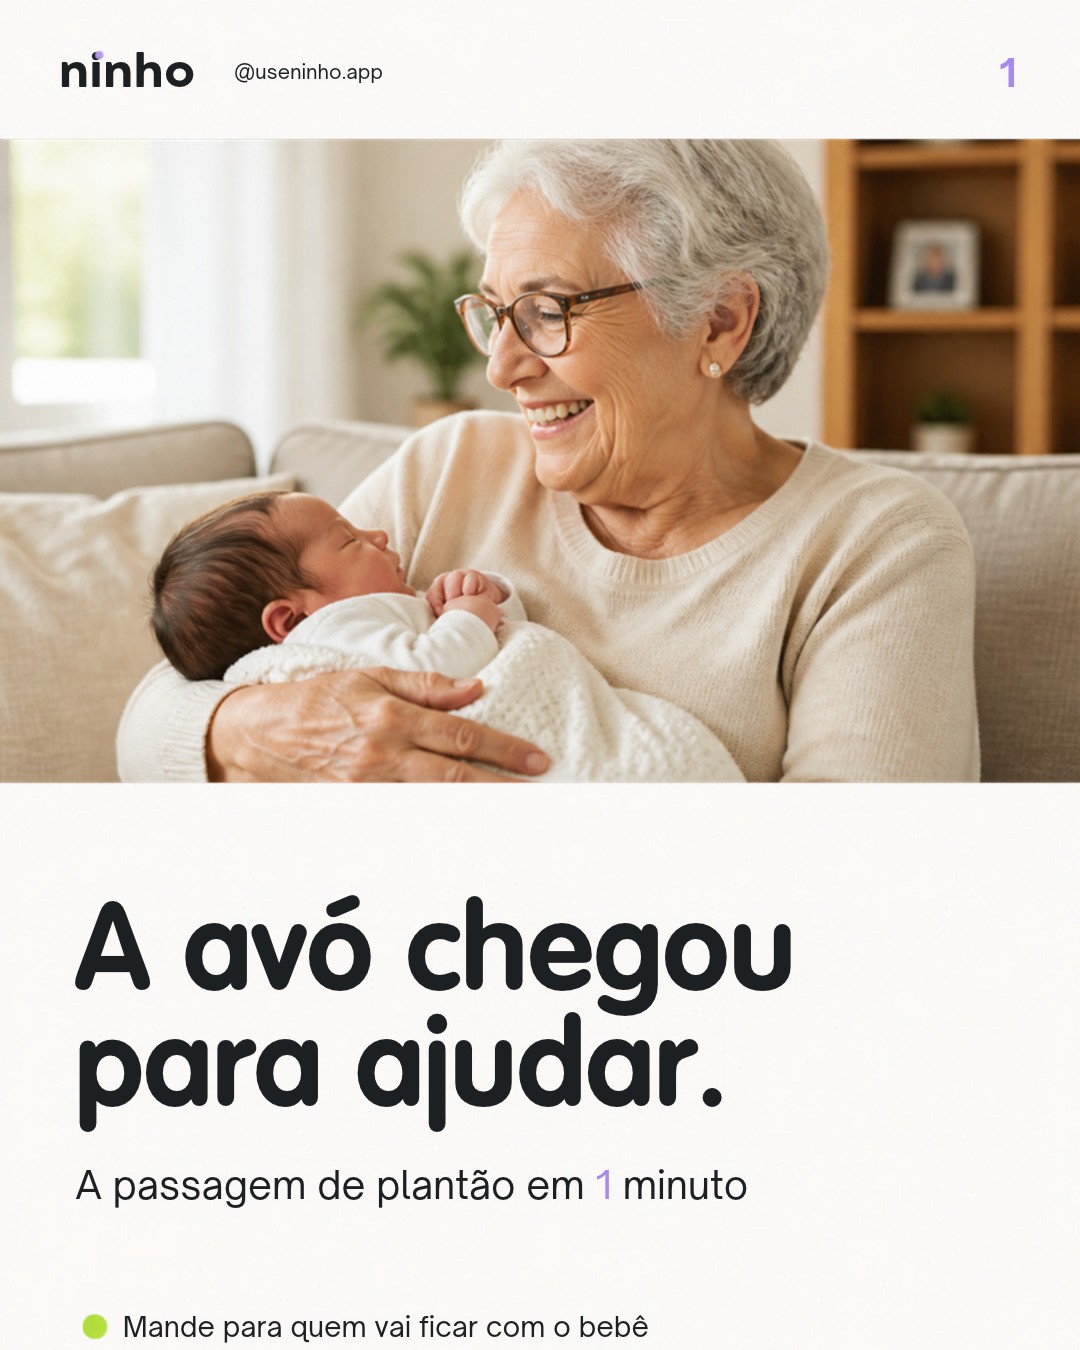 ninho
@useninho.app
1
A avó chegou
para ajudar.
A passagem de plantão em 1 minuto
Mande para quem vai ficar com o bebê